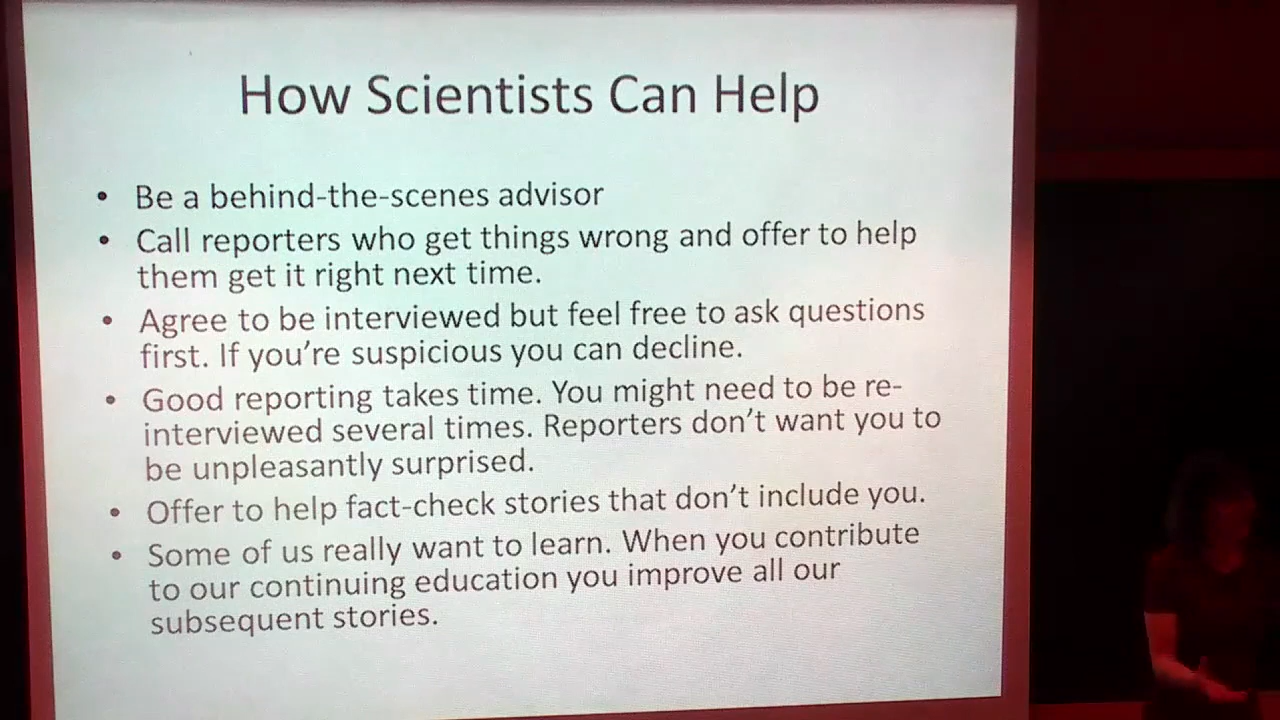 How Scientists Can Help
• Be a behind-the-scenes advisor
• Call reporters who get things wrong and offer to help
them get it right next time.
• Agree to be interviewed but feel free to ask questions
first. If you’re suspicious you can decline.
• Good reporting takes time. You might need to be re-
interviewed several times. Reporters don’t want you to
be unpleasantly surprised.
• Offer to help fact-check stories that don’t include you.
• Some of us really want to learn. When you contribute
to our continuing education you improve all our
subsequent stories.